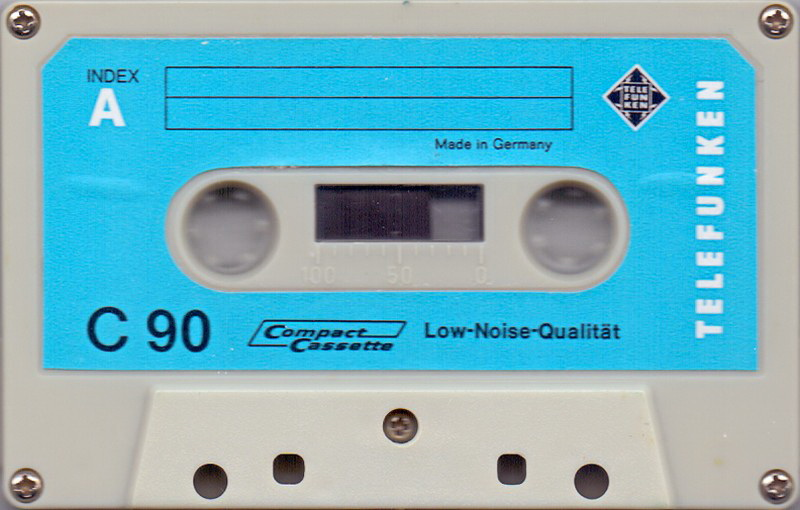 INDEX
A
TELE
FUN
KEN
Made in Germany
TELEFUNKEN
100 50 0
C 90
Compact
Cassette
Low-Noise-Qualität